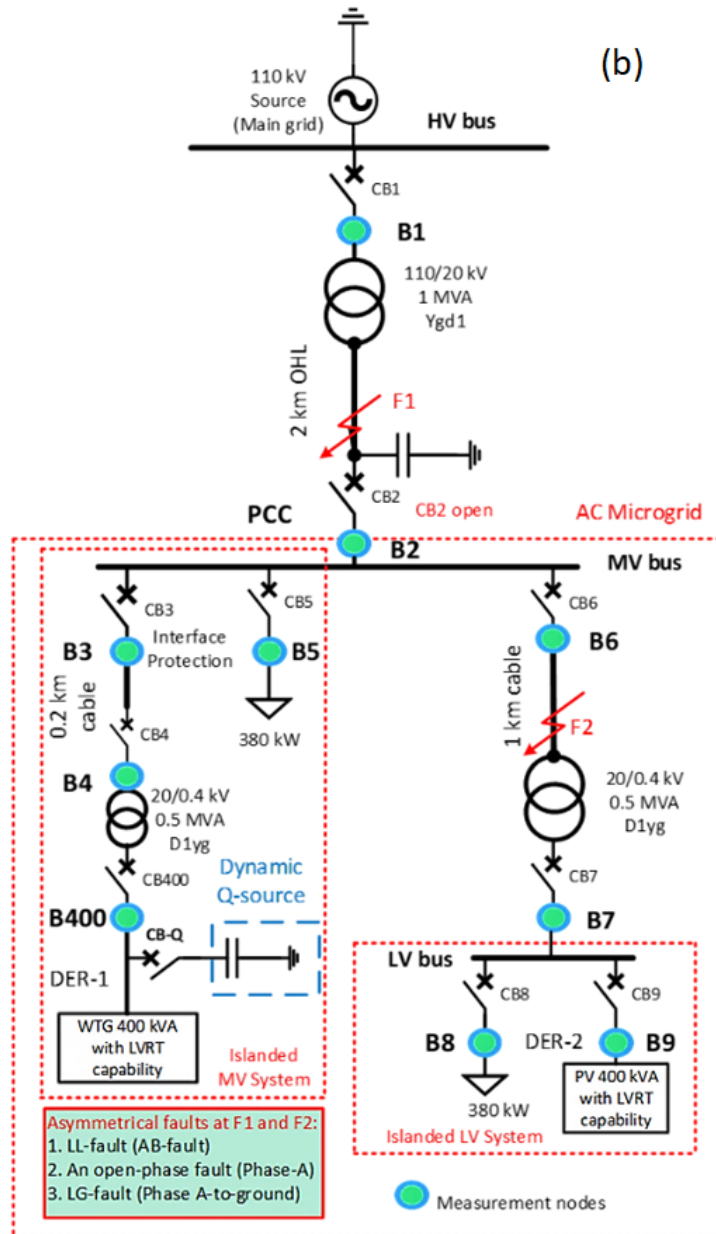 (b)
110 kV
Source
(Main grid)
HV bus
CB1
B1
110/20 kV
1 MVA
Ygd1
2 km OHL
F1
CB2
CB2 open
PCC
AC Microgrid
B2
MV bus
CB3
CB5
CB6
B3
Interface
Protection
B5
B6
0.2 km
cable
380 kW
1 km cable
F2
CB4
B4
20/0.4 kV
0.5 MVA
D1yg
20/0.4 kV
0.5 MVA
D1yg
CB400
Dynamic
Q-source
CB7
B400
B7
CB-Q
LV bus
DER-1
CB8
CB9
WTG 400 kVA
with LVRT
capability
Islanded
MV System
B8
DER-2
B9
380 kW
PV 400 kVA
with LVRT
capability
Islanded LV System
Asymmetrical faults at F1 and F2:
1. LL-fault (AB-fault)
2. An open-phase fault (Phase-A)
3. LG-fault (Phase A-to-ground)
Measurement nodes